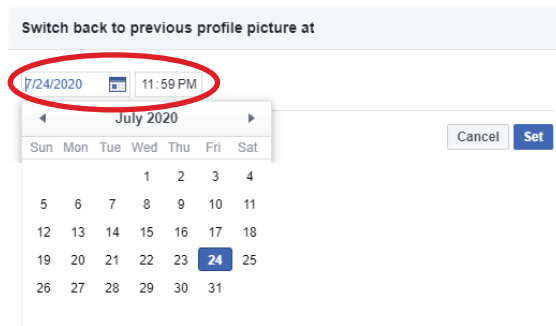 Switch back to previous profile picture at
7/24/2020 11:59 PM
July 2020
Cancel Set
Sun Mon Tue Wed Thu Fri Sat
1 2 3 4
5 6 7 8 9 10 11
12 13 14 15 16 17 18
19 20 21 22 23 24 25
26 27 28 29 30 31